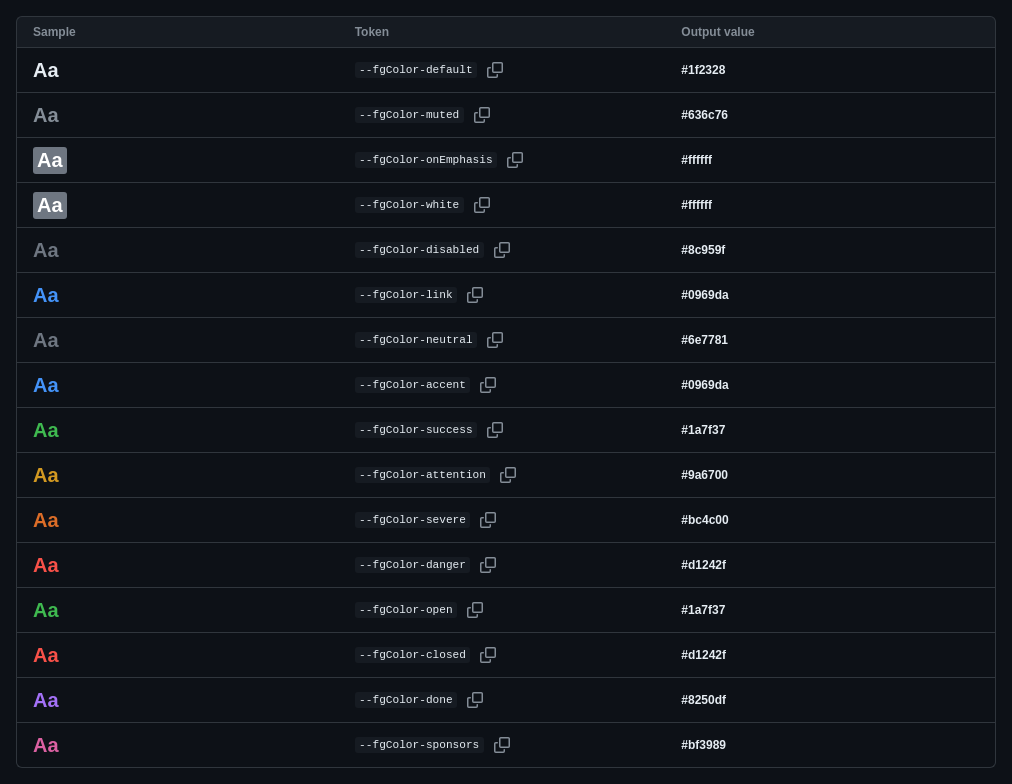 Sample Token Output value
Aa --fgColor-default #1f2328
Aa --fgColor-muted #636c76
Aa --fgColor-onEmphasis #ffffff
Aa --fgColor-white #ffffff
Aa --fgColor-disabled #8c959f
Aa --fgColor-link #0969da
Aa --fgColor-neutral #6e7781
Aa --fgColor-accent #0969da
Aa --fgColor-success #1a7f37
Aa --fgColor-attention #9a6700
Aa --fgColor-severe #bc4c00
Aa --fgColor-danger #d1242f
Aa --fgColor-open #1a7f37
Aa --fgColor-closed #d1242f
Aa --fgColor-done #8250df
Aa --fgColor-sponsors #bf3989